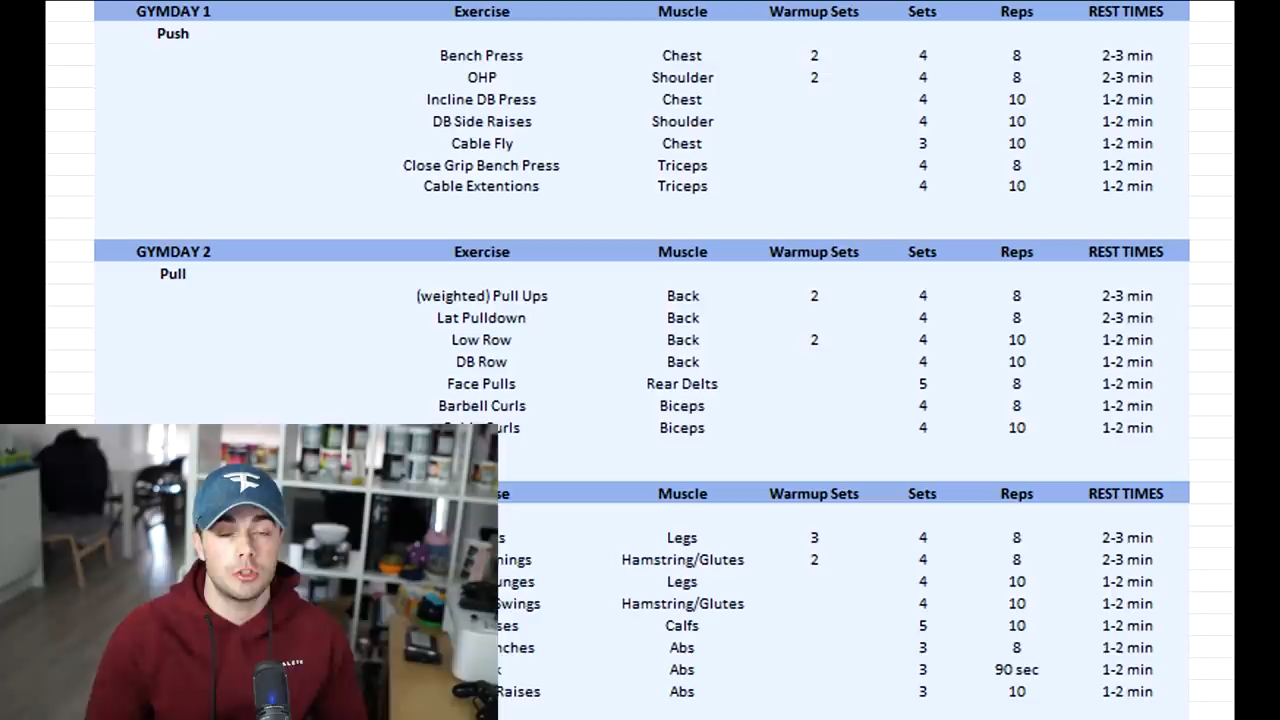 GYMDAY 1 Exercise Muscle Warmup Sets Sets Reps REST TIMES
Push
Bench Press Chest 2 4 8 2-3 min
OHP Shoulder 2 4 8 2-3 min
Incline DB Press Chest 4 10 1-2 min
DB Side Raises Shoulder 4 10 1-2 min
Cable Fly Chest 3 10 1-2 min
Close Grip Bench Press Triceps 4 8 1-2 min
Cable Extentions Triceps 4 10 1-2 min
GYMDAY 2 Exercise Muscle Warmup Sets Sets Reps REST TIMES
Pull
(weighted) Pull Ups Back 2 4 8 2-3 min
Lat Pulldown Back 4 8 2-3 min
Low Row Back 2 4 10 1-2 min
DB Row Back 4 10 1-2 min
Face Pulls Rear Delts 5 8 1-2 min
Barbell Curls Biceps 4 8 1-2 min
Biceps 4 10 1-2 min
Muscle Warmup Sets Sets Reps REST TIMES
Legs 3 4 8 2-3 min
Hamstring/Glutes 2 4 8 2-3 min
Legs 4 10 1-2 min
Swings Hamstring/Glutes 4 10 1-2 min
Calfs 5 10 1-2 min
Abs 3 8 1-2 min
Abs 3 90 sec 1-2 min
Raises Abs 3 10 1-2 min